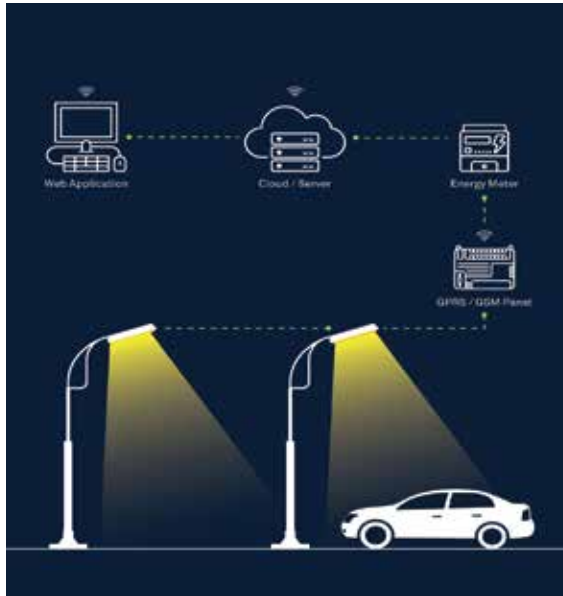 Web Application
Cloud / Server
Energy Meter
GPRS / GSM Panel